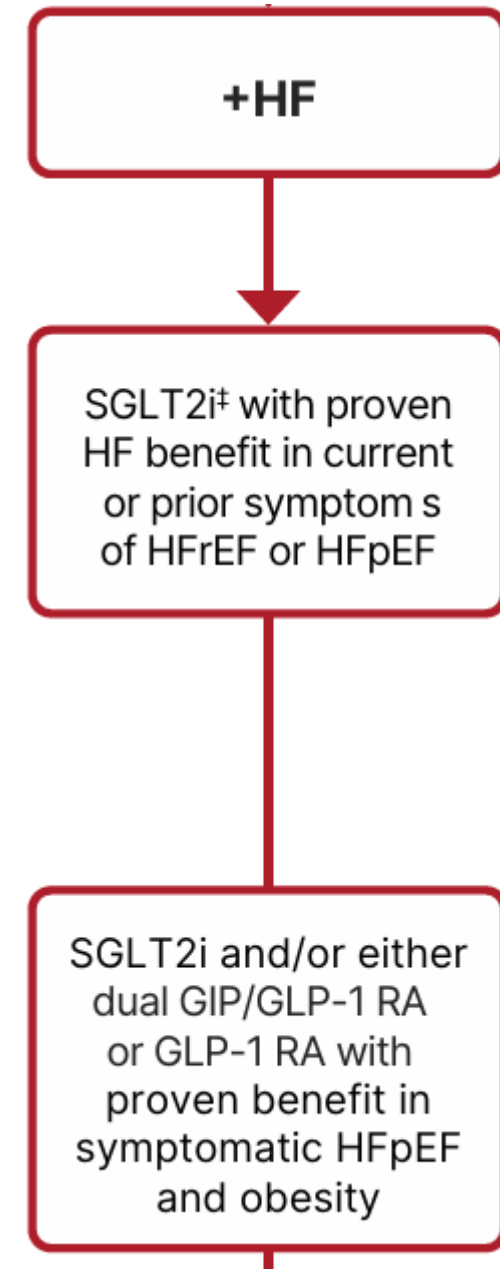 +HF
SGLT2i‡ with proven
HF benefit in current
or prior symptom s
of HFrEF or HFpEF
SGLT2i and/or either
dual GIP/GLP-1 RA
or GLP-1 RA with
proven benefit in
symptomatic HFpEF
and obesity